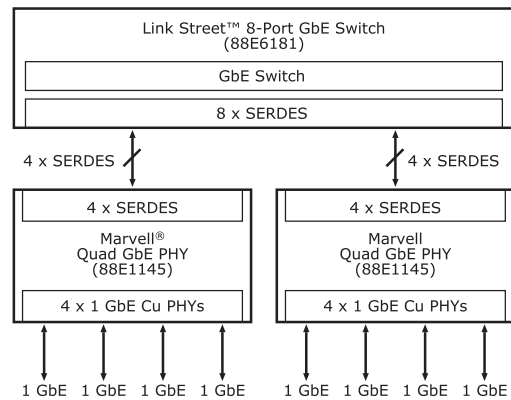 Link Street™ 8-Port GbE Switch
(88E6181)
GbE Switch
8 x SERDES
4 x SERDES
4 x SERDES
4 x SERDES
Marvell®
Quad GbE PHY
(88E1145)
4 x 1 GbE Cu PHYs
4 x SERDES
Marvell
Quad GbE PHY
(88E1145)
4 x 1 GbE Cu PHYs
1 GbE 1 GbE 1 GbE 1 GbE
1 GbE 1 GbE 1 GbE 1 GbE